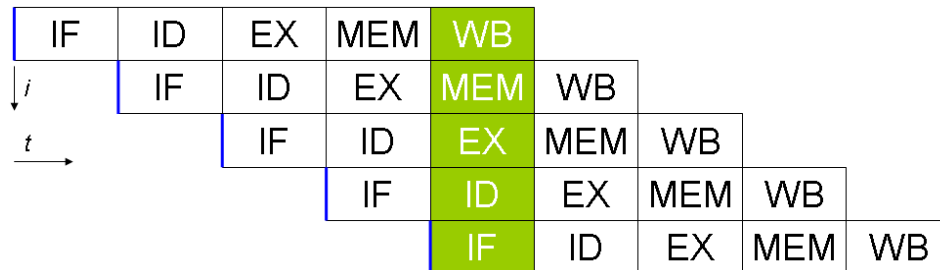 IF ID EX MEM WB
i IF ID EX MEM WB
t IF ID EX MEM WB
IF ID EX MEM WB
IF ID EX MEM WB